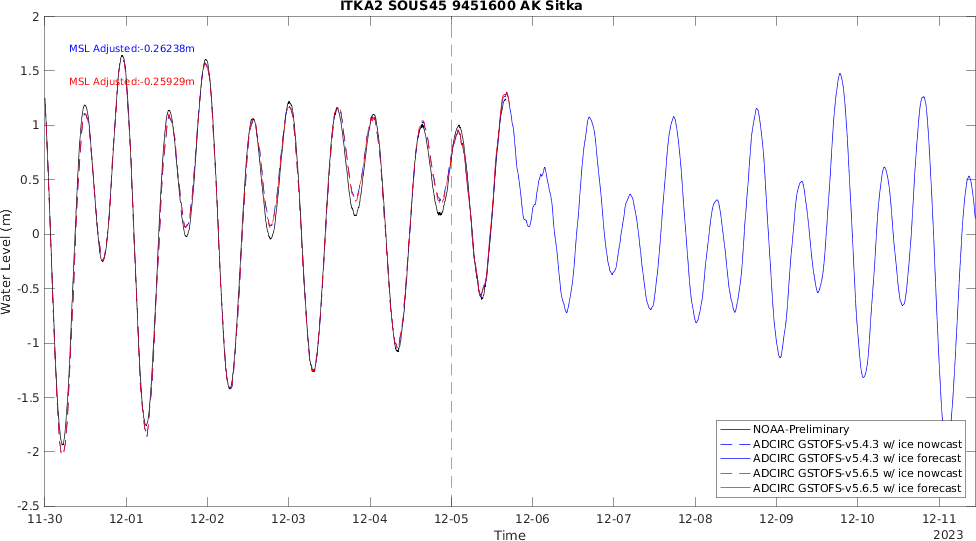 ITKA2 SOUS45 9451600 AK Sitka
2
1.5
1
0.5
0
-0.5
-1
-1.5
-2
-2.5
Water Level (m)
MSL Adjusted:-0.26238m
MSL Adjusted:-0.25929m
NOAA-Preliminary
ADCIRC GSTOFS-v5.4.3 w/ ice nowcast
ADCIRC GSTOFS-v5.4.3 w/ ice forecast
ADCIRC GSTOFS-v5.6.5 w/ ice nowcast
ADCIRC GSTOFS-v5.6.5 w/ ice forecast
11-30 12-01 12-02 12-03 12-04 12-05 12-06 12-07 12-08 12-09 12-10 12-11
Time
2023